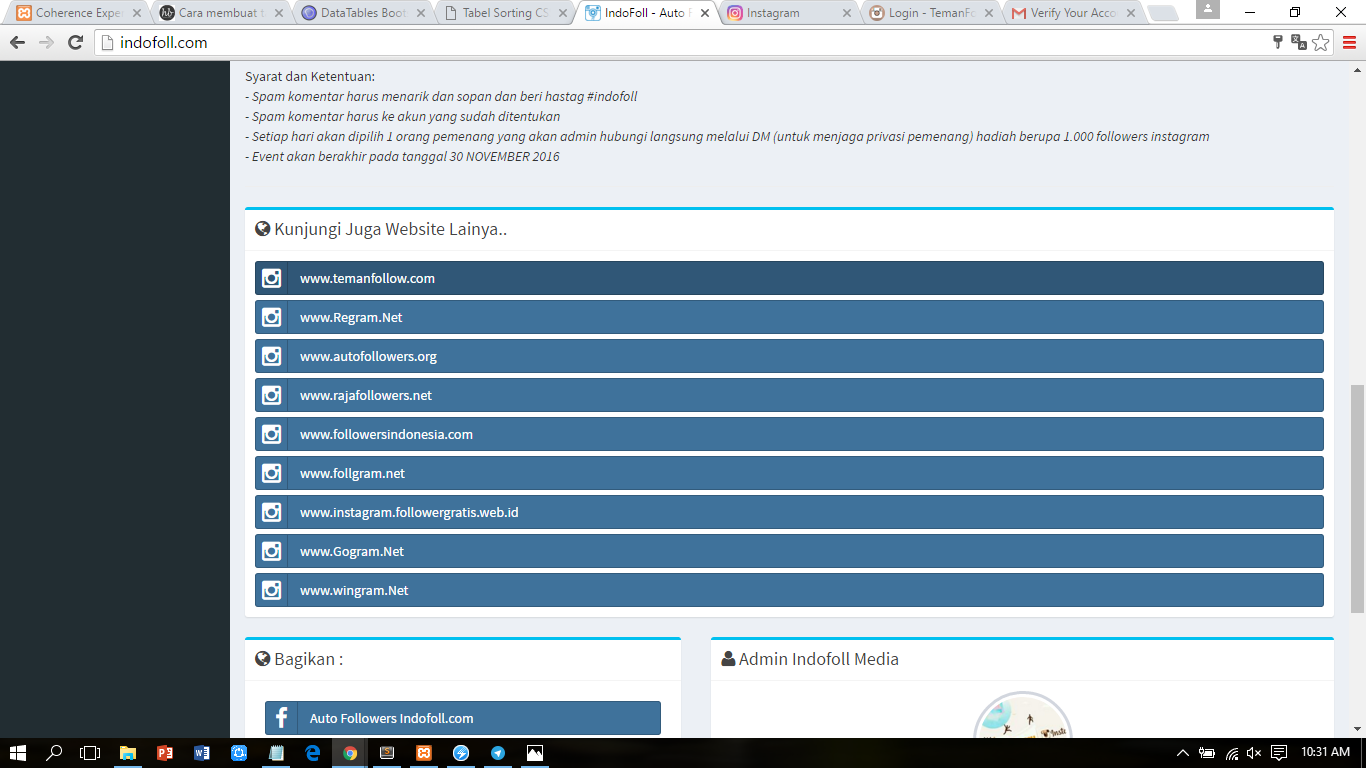 Coherence Exper
Cara membuat t
DataTables Boot
Tabel Sorting CS
IndoFoll - Auto F
Instagram
Login - TemanFo
Verify Your Acco
indofoll.com
Syarat dan Ketentuan:
- Spam komentar harus menarik dan sopan dan beri hastag #indofoll
- Spam komentar harus ke akun yang sudah ditentukan
- Setiap hari akan dipilih 1 orang pemenang yang akan admin hubungi langsung melalui DM (untuk menjaga privasi pemenang) hadiah berupa 1.000 followers instagram
- Event akan berakhir pada tanggal 30 NOVEMBER 2016
Kunjungi Juga Website Lainya..
www.temanfollow.com
www.Regram.Net
www.autofollowers.org
www.rajafollowers.net
www.followersindonesia.com
www.follgram.net
www.instagram.followergratis.web.id
www.Gogram.Net
www.wingram.Net
Bagikan :
Auto Followers Indofoll.com
Admin Indofoll Media
10:31 AM